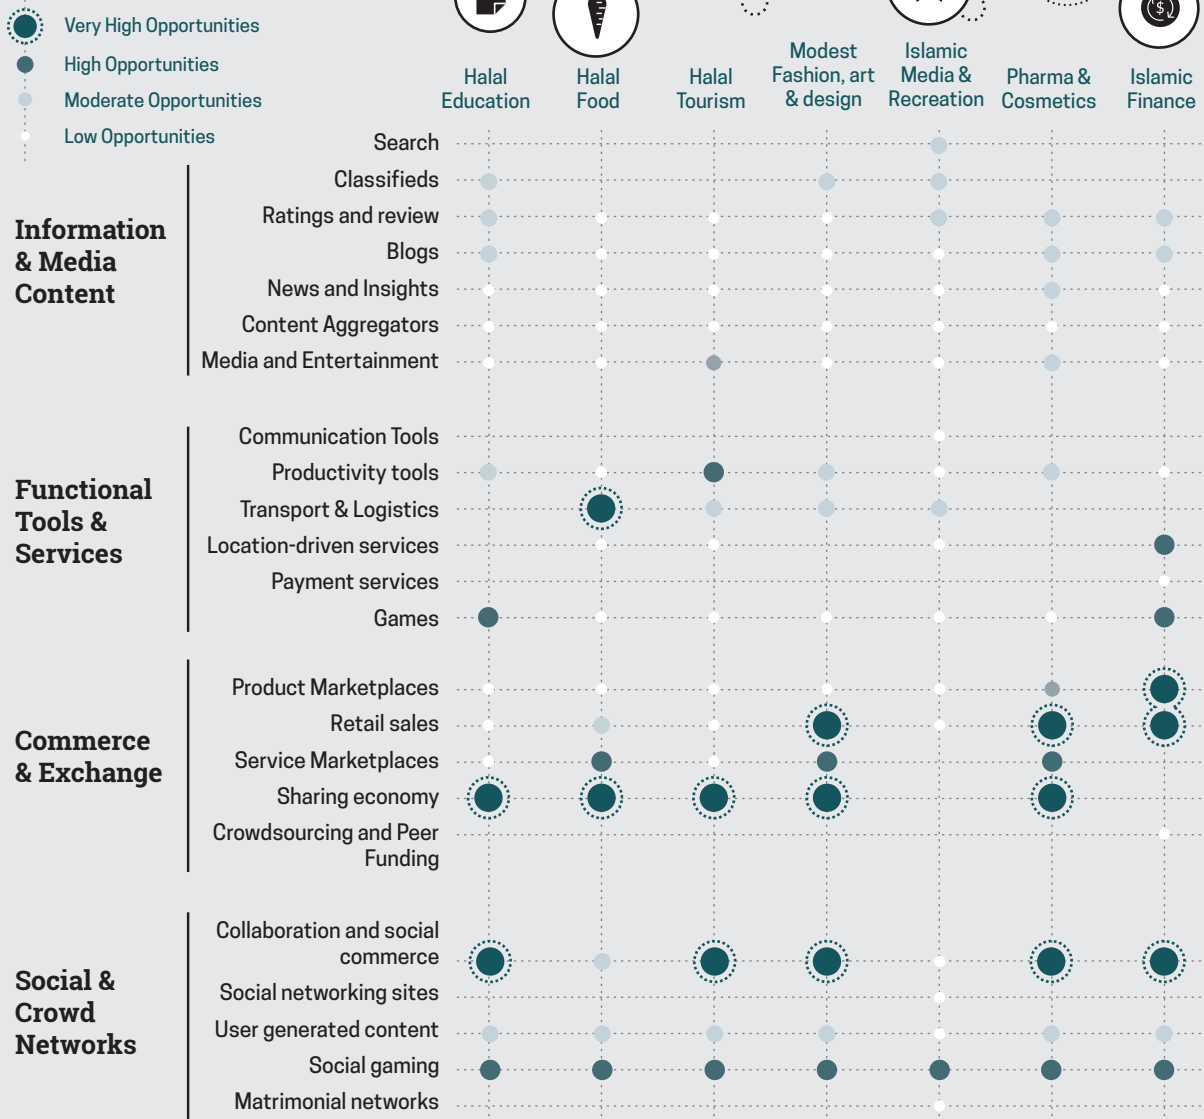 Very High Opportunities
High Opportunities
Moderate Opportunities
Low Opportunities
$
Halal
Education
Halal
Food
Halal
Tourism
Modest
Fashion, art
& design
Islamic
Media &
Recreation
Pharma &
Cosmetics
Islamic
Finance
Information
& Media
Content
Search
Classifieds
Ratings and review
Blogs
News and Insights
Content Aggregators
Media and Entertainment
Functional
Tools &
Services
Communication Tools
Productivity tools
Transport & Logistics
Location-driven services
Payment services
Games
Commerce
& Exchange
Product Marketplaces
Retail sales
Service Marketplaces
Sharing economy
Crowdsourcing and Peer
Funding
Social &
Crowd
Networks
Collaboration and social
commerce
Social networking sites
User generated content
Social gaming
Matrimonial networks